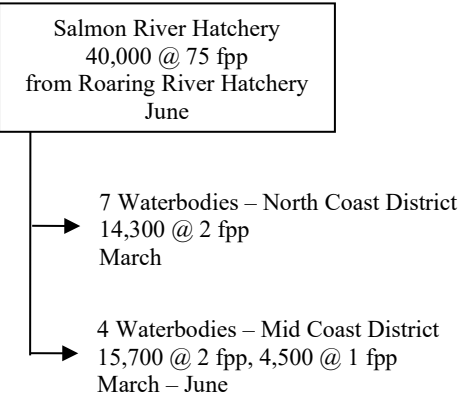 Salmon River Hatchery
40,000 @ 75 fpp
from Roaring River Hatchery
June
7 Waterbodies – North Coast District
14,300 @ 2 fpp
March
4 Waterbodies – Mid Coast District
15,700 @ 2 fpp, 4,500 @ 1 fpp
March – June